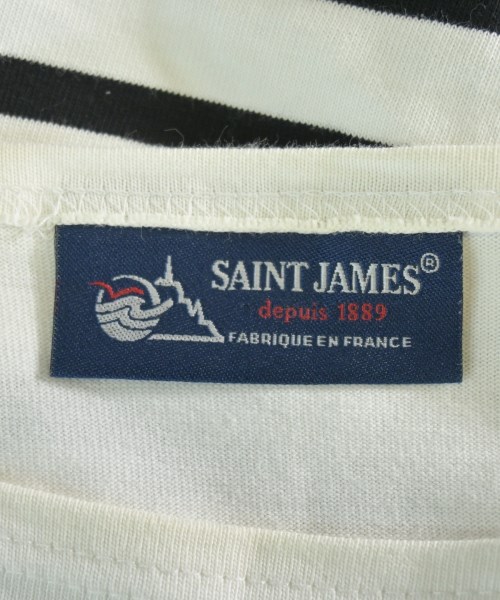 SAINT JAMES®
depuis 1889
FABRIQUE EN FRANCE